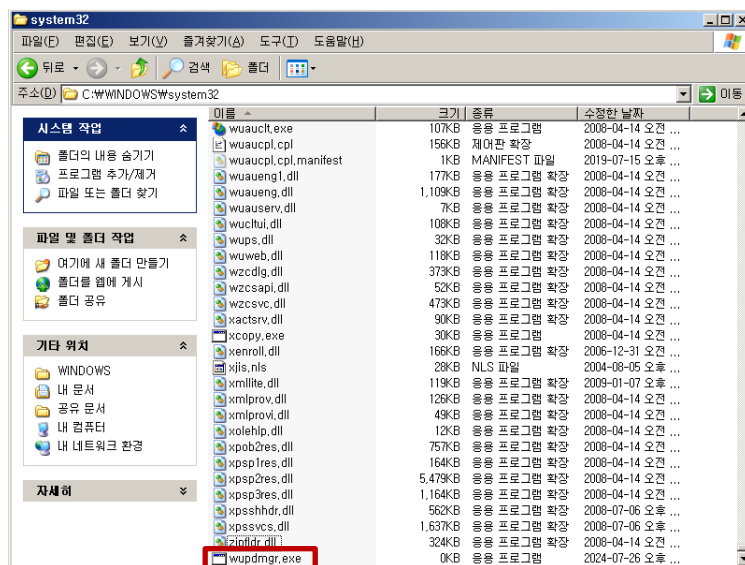 system32
파일(F) 편집(E) 보기(V) 즐겨찾기(A) 도구(T) 도움말(H)
뒤로 검색 폴더
주소(D) C:₩WINDOWS₩system32 이동
이름 크기 종류 수정한 날짜
시스템 작업
폴더의 내용 숨기기
프로그램 추가/제거
파일 또는 폴더 찾기
파일 및 폴더 작업
여기에 새 폴더 만들기
폴더를 웹에 게시
폴더 공유
기타 위치
WINDOWS
내 문서
공유 문서
내 컴퓨터
내 네트워크 환경
자세히
wuauclt.exe 107KB 응용 프로그램 2008-04-14 오전 ...
wuaucpl.cpl 156KB 제어판 확장 2008-04-14 오전 ...
wuaucpl.cpl.manifest 1KB MANIFEST 파일 2019-07-15 오후 ...
wuaueng1.dll 177KB 응용 프로그램 확장 2008-04-14 오전 ...
wuaueng.dll 1,109KB 응용 프로그램 확장 2008-04-14 오전 ...
wuauserv.dll 7KB 응용 프로그램 확장 2008-04-14 오전 ...
wucltui.dll 108KB 응용 프로그램 확장 2008-04-14 오전 ...
wups.dll 32KB 응용 프로그램 확장 2008-04-14 오전 ...
wuweb.dll 118KB 응용 프로그램 확장 2008-04-14 오전 ...
wzcdlg.dll 373KB 응용 프로그램 확장 2008-04-14 오전 ...
wzcsapi.dll 52KB 응용 프로그램 확장 2008-04-14 오전 ...
wzcsvc.dll 473KB 응용 프로그램 확장 2008-04-14 오전 ...
xactsrv.dll 90KB 응용 프로그램 확장 2008-04-14 오전 ...
xcopy.exe 30KB 응용 프로그램 2008-04-14 오전 ...
xenroll.dll 166KB 응용 프로그램 확장 2006-12-31 오전 ...
xjis.nls 28KB NLS 파일 2004-08-05 오후 ...
xmllite.dll 119KB 응용 프로그램 확장 2009-01-07 오후 ...
xmlprov.dll 126KB 응용 프로그램 확장 2008-04-14 오전 ...
xmlprovi.dll 49KB 응용 프로그램 확장 2008-04-14 오전 ...
xolehlp.dll 12KB 응용 프로그램 확장 2008-04-14 오전 ...
xpob2res.dll 757KB 응용 프로그램 확장 2008-04-14 오전 ...
xpsp1res.dll 164KB 응용 프로그램 확장 2008-04-14 오전 ...
xpsp2res.dll 5,479KB 응용 프로그램 확장 2008-04-14 오전 ...
xpsp3res.dll 1,164KB 응용 프로그램 확장 2008-04-14 오전 ...
xpsshhdr.dll 562KB 응용 프로그램 확장 2008-07-06 오후 ...
xpssvcs.dll 1,637KB 응용 프로그램 확장 2008-07-06 오후 ...
zipfldr.dll 324KB 응용 프로그램 확장 2008-04-14 오전 ...
wupdmgr.exe 0KB 응용 프로그램 2024-07-26 오후 ...